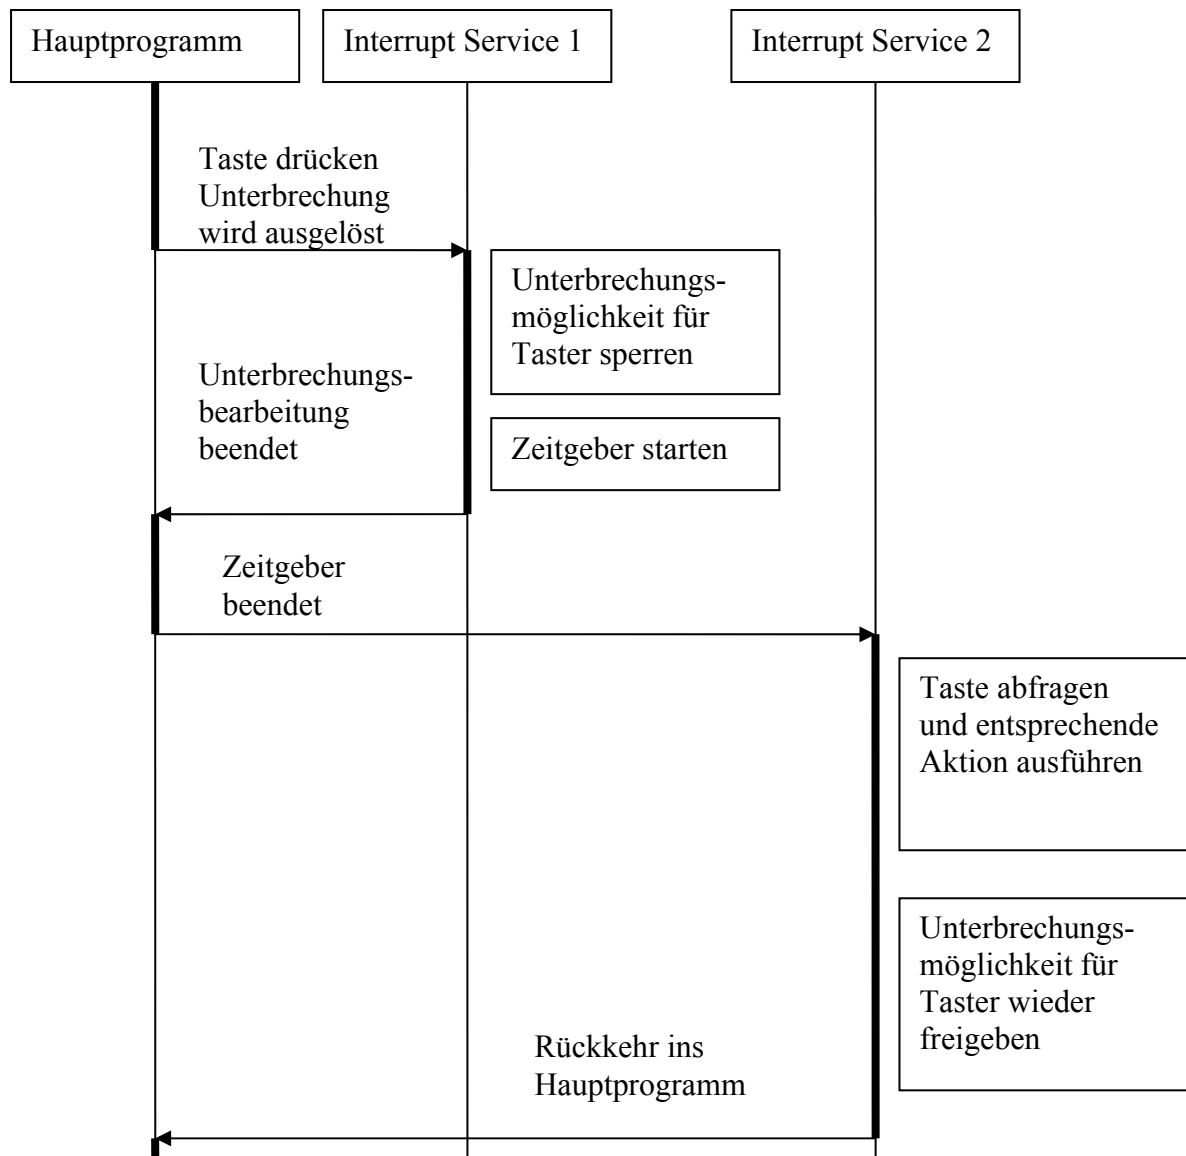 Hauptprogramm
Interrupt Service 1
Interrupt Service 2
Taste drücken
Unterbrechung
wird ausgelöst
Unterbrechungs-
möglichkeit für
Taster sperren
Unterbrechungs-
bearbeitung
beendet
Zeitgeber starten
Zeitgeber
beendet
Taste abfragen
und entsprechende
Aktion ausführen
Unterbrechungs-
möglichkeit für
Taster wieder
freigeben
Rückkehr ins
Hauptprogramm